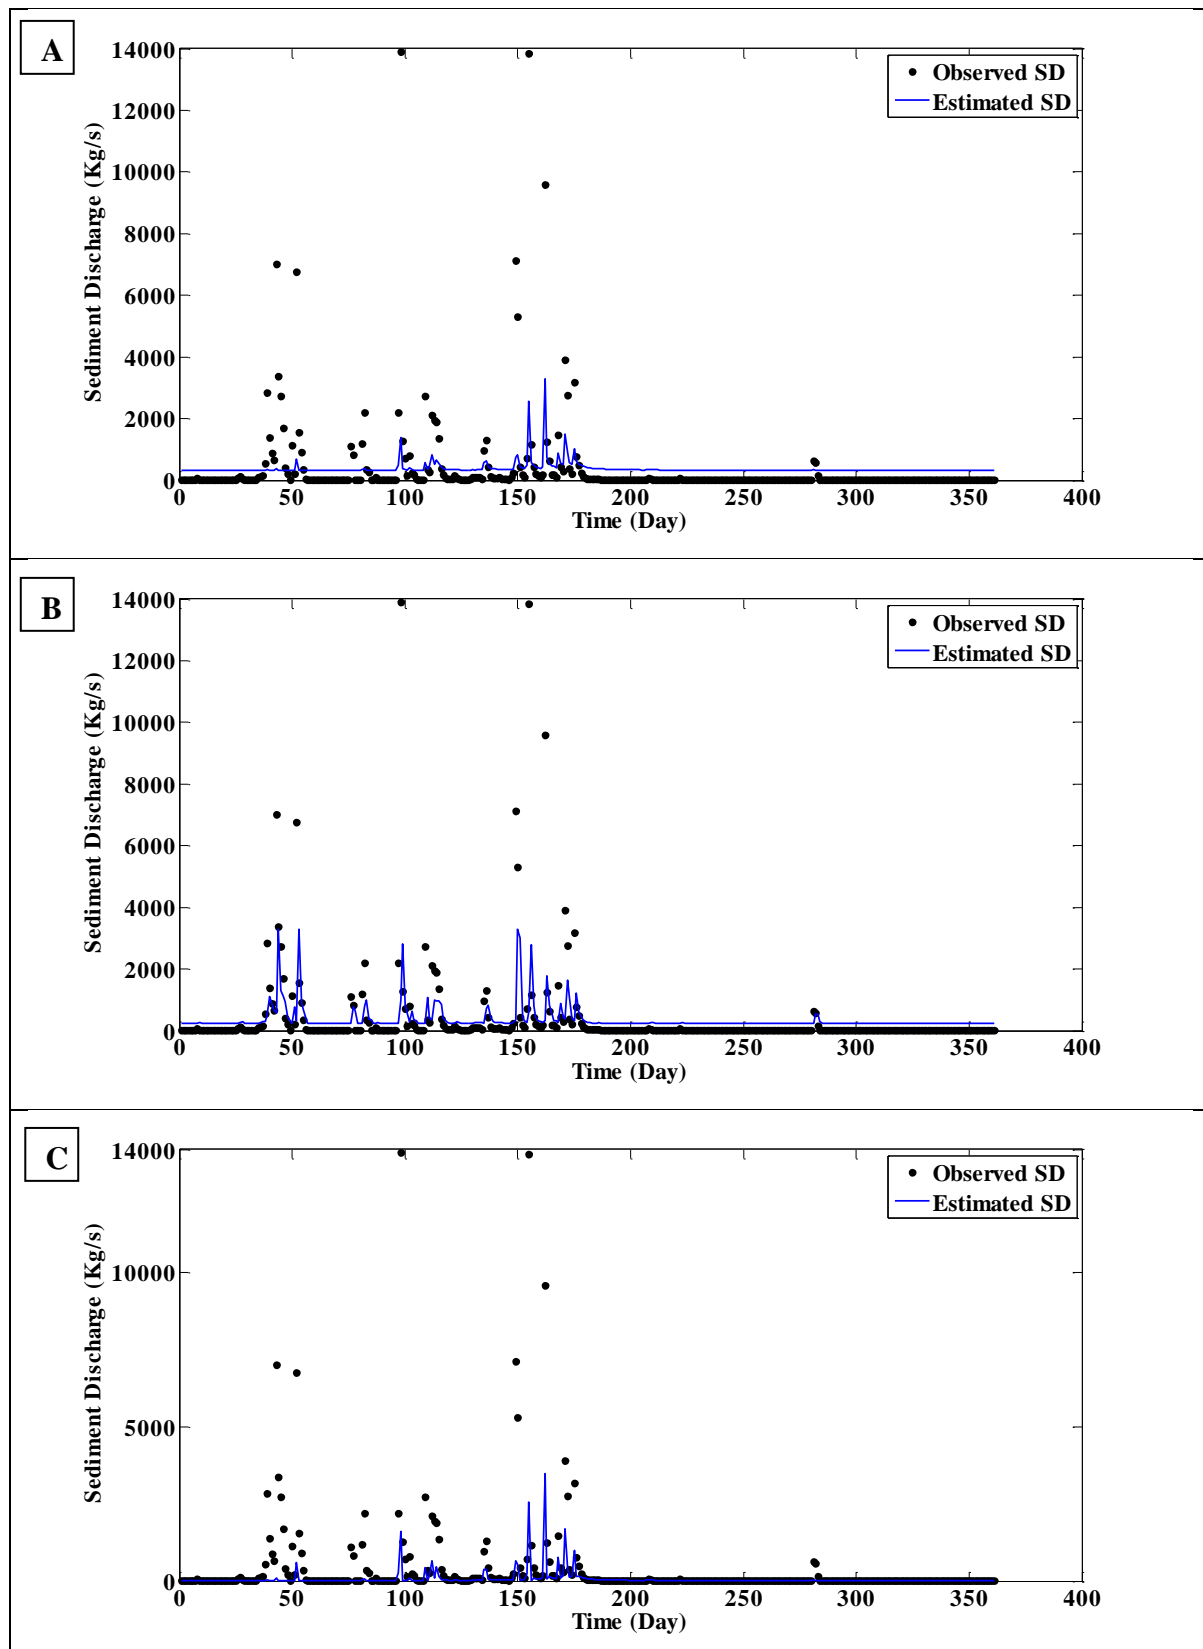 A
14000
12000
10000
8000
6000
4000
2000
0
Sediment Discharge (Kg/s)
Observed SD
Estimated SD
0 50 100 150 200 250 300 350 400
Time (Day)
B
14000
12000
10000
8000
6000
4000
2000
0
Sediment Discharge (Kg/s)
Observed SD
Estimated SD
0 50 100 150 200 250 300 350 400
Time (Day)
C
14000
10000
5000
0
Sediment Discharge (Kg/s)
Observed SD
Estimated SD
0 50 100 150 200 250 300 350 400
Time (Day)